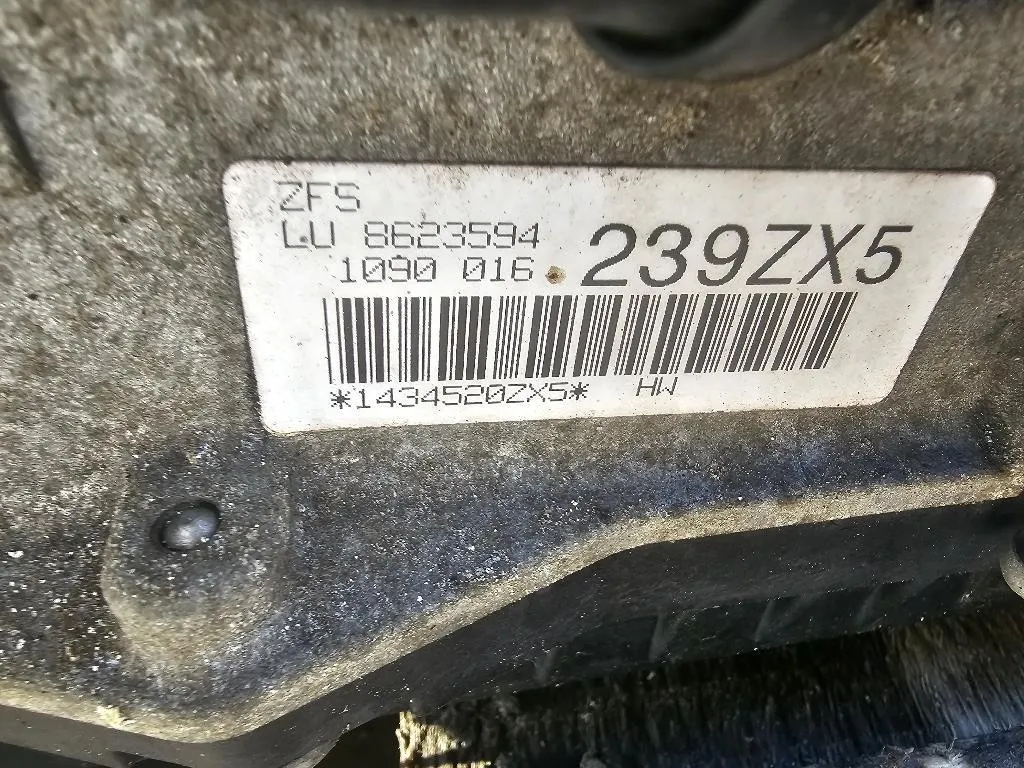 ZFS
LU 8623594
1090 016 239ZX5
*1434520ZX5* HW